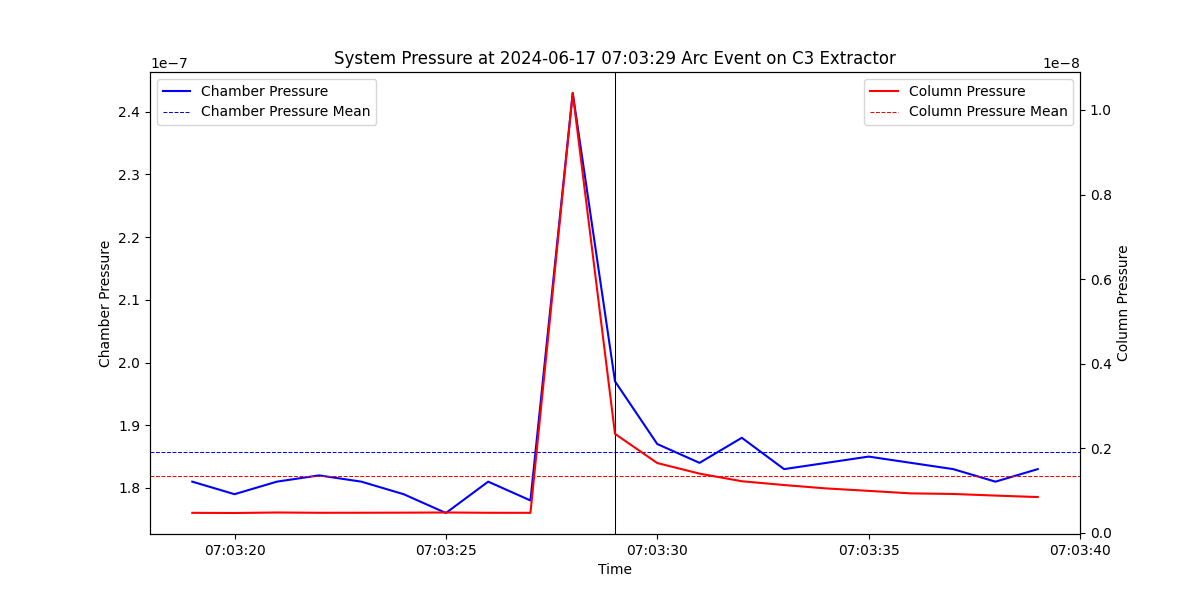 System Pressure at 2024-06-17 07:03:29 Arc Event on C3 Extractor
1e−7
1e−8
Chamber Pressure
Chamber Pressure Mean
Column Pressure
Column Pressure Mean
2.4
2.3
2.2
2.1
2.0
1.9
1.8
Chamber Pressure
1.0
0.8
0.6
0.4
0.2
0.0
Column Pressure
07:03:20
07:03:25
07:03:30
07:03:35
07:03:40
Time